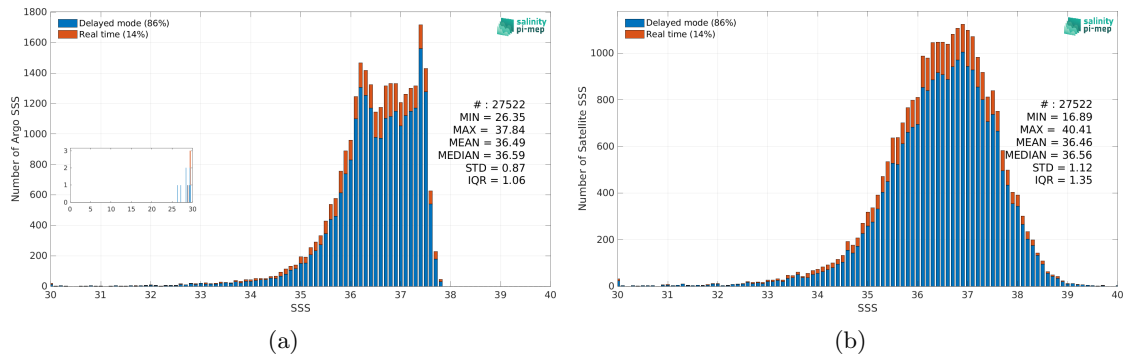 Delayed mode (86%)
Real time (14%)
salinity
pi-mep
# : 27522
MIN = 26.35
MAX = 37.84
MEAN = 36.49
MEDIAN = 36.59
STD = 0.87
IQR = 1.06
Number of Argo SSS
1800
1600
1400
1200
1000
800
600
400
200
0
3
2
1
0
0 5 10 15 20 25 30
30 31 32 33 34 35 36 37 38 39 40
SSS
(a)
Delayed mode (86%)
Real time (14%)
salinity
pi-mep
# : 27522
MIN = 16.89
MAX = 40.41
MEAN = 36.46
MEDIAN = 36.56
STD = 1.12
IQR = 1.35
Number of Satellite SSS
1000
800
600
400
200
0
30 31 32 33 34 35 36 37 38 39 40
SSS
(b)